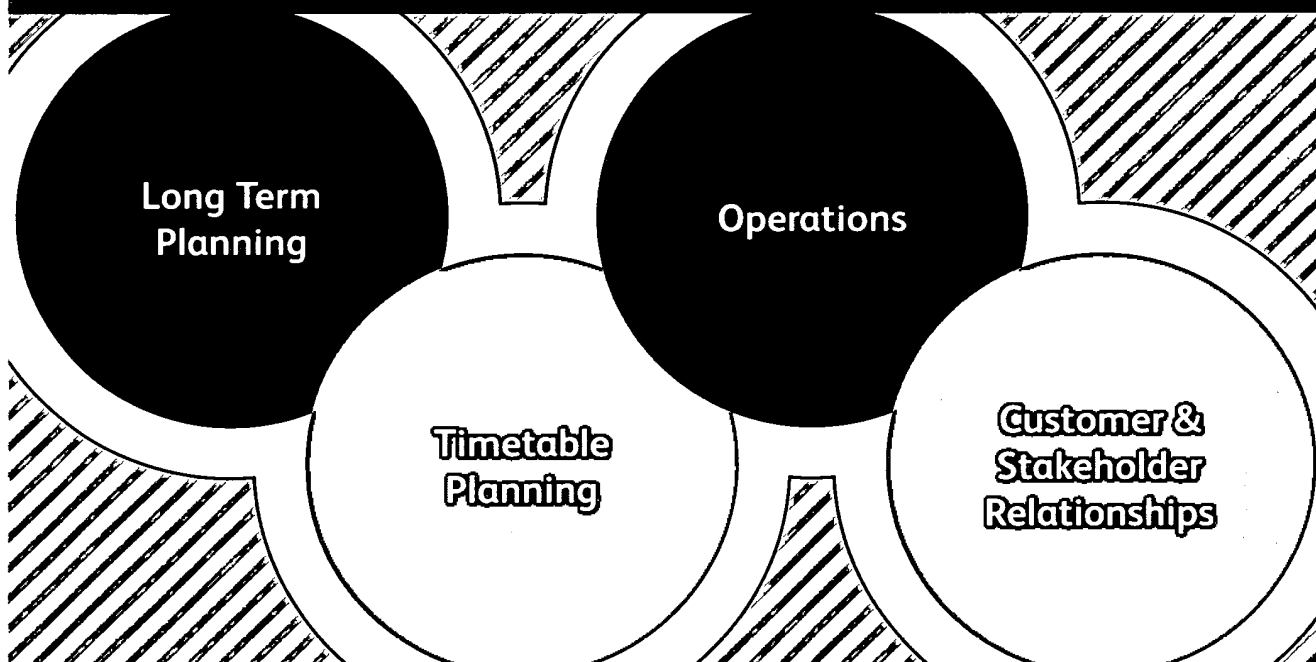 Long Term
Planning
Operations
Timetable
Planning
Customer &
Stakeholder
Relationships